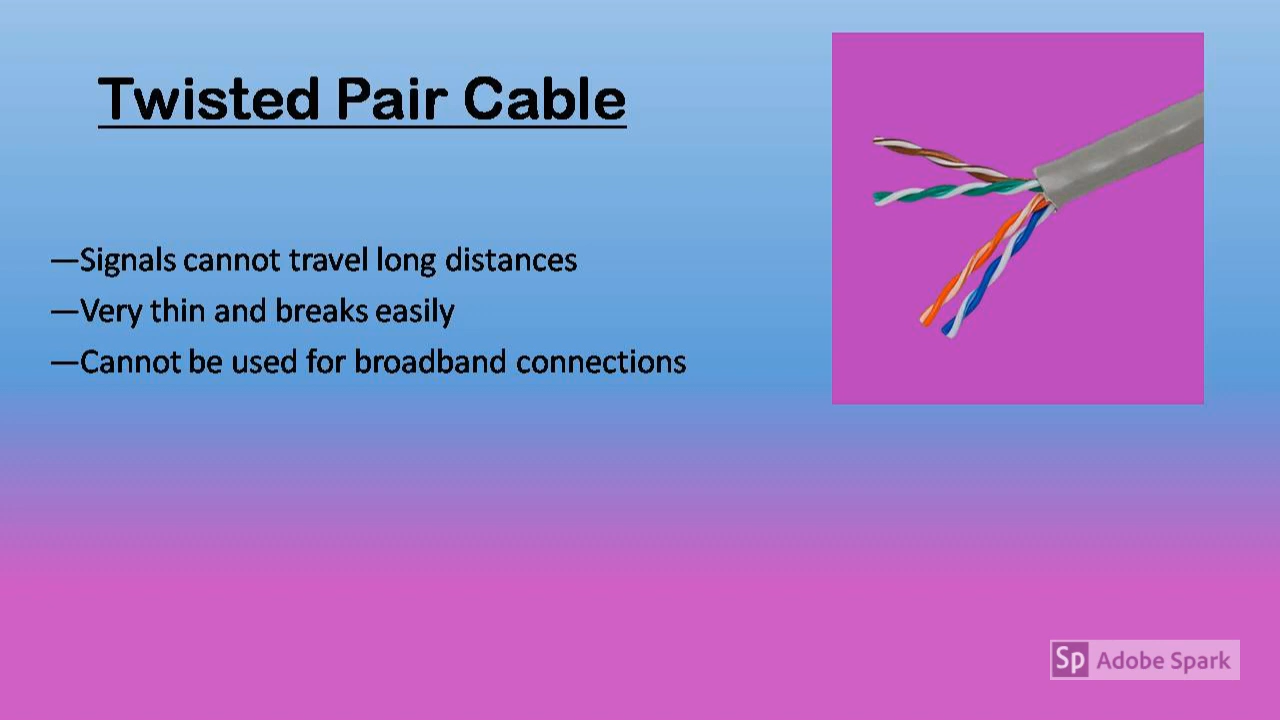 Twisted Pair Cable
—Signals cannot travel long distances
—Very thin and breaks easily
—Cannot be used for broadband connections
Sp Adobe Spark